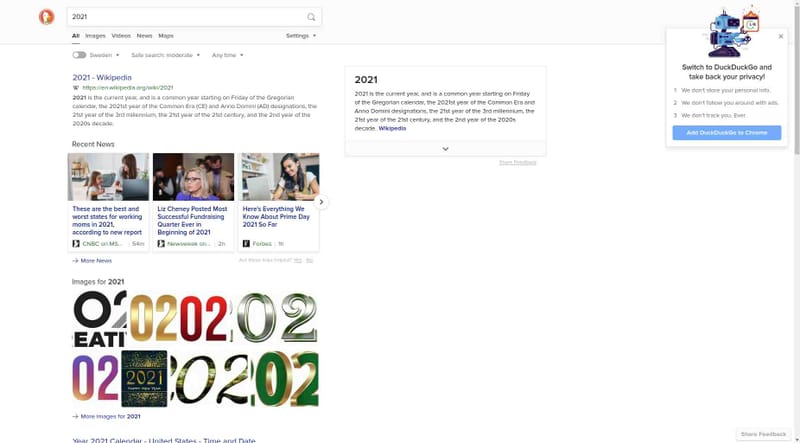 2021
All Images Videos News Maps Settings
Sweden Safe search: moderate Any time
2021 - Wikipedia
W https://en.wikipedia.org/wiki/2021
2021 is the current year, and is a common year starting on Friday of the Gregorian
calendar, the 2021st year of the Common Era (CE) and Anno Domini (AD) designations, the
21st year of the 3rd millennium, the 21st year of the 21st century, and the 2nd year of the
2020s decade.
Recent News
These are the best and
worst states for working
moms in 2021,
according to new report
CNBC on MS... 54m
Liz Cheney Posted Most
Successful Fundraising
Quarter Ever in
Beginning of 2021
Newsweek on... 2h
Here's Everything We
Know About Prime Day
2021 So Far
Forbes 1h
More News
Are these links helpful? Yes No
Images for 2021
02
EATI
0202
202
02
2021
HAPPY NEW YEAR
202020
More Images for 2021
Year 2021 Calendar - United States - Time and Date
2021
2021 is the current year, and is a common year starting on Friday
of the Gregorian calendar, the 2021st year of the Common Era and
Anno Domini designations, the 21st year of the 3rd millennium, the
21st year of the 21st century, and the 2nd year of the 2020s
decade. Wikipedia
Share Feedback
Switch to DuckDuckGo and
take back your privacy!
1 We don't store your personal info.
2 We don't follow you around with ads.
3 We don't track you. Ever.
Add DuckDuckGo to Chrome
Share Feedback